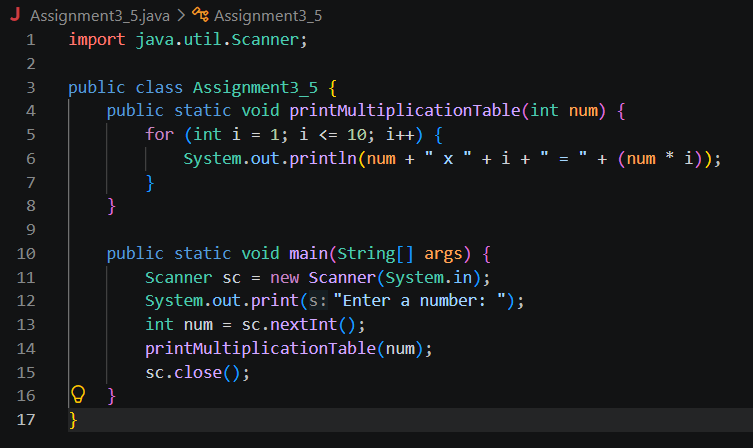 J Assignment3_5.java > Assignment3_5
1 import java.util.Scanner;
2
3 public class Assignment3_5 {
4     public static void printMultiplicationTable(int num) {
5         for (int i = 1; i <= 10; i++) {
6             System.out.println(num + " x " + i + " = " + (num * i));
7         }
8     }
9
10     public static void main(String[] args) {
11         Scanner sc = new Scanner(System.in);
12         System.out.print(s: "Enter a number: ");
13         int num = sc.nextInt();
14         printMultiplicationTable(num);
15         sc.close();
16     }
17 }